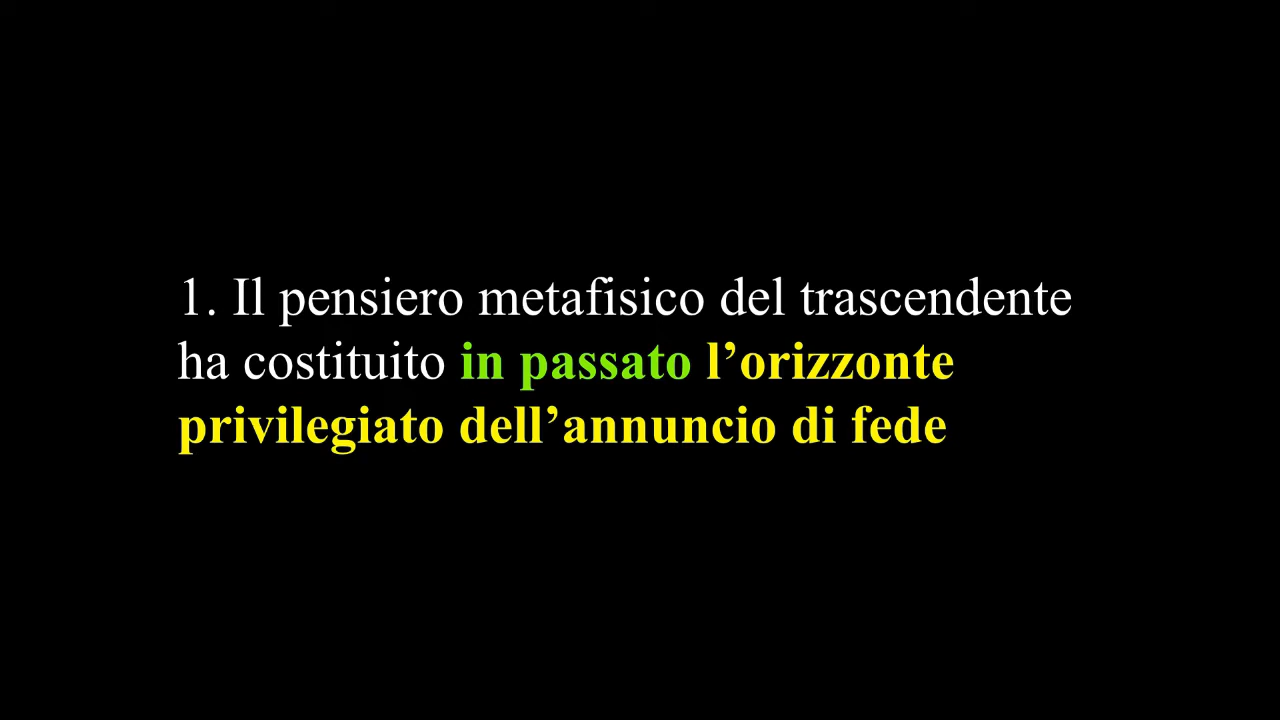 1. Il pensiero metafisico del trascendente
ha costituito in passato l’orizzonte
privilegiato dell’annuncio di fede